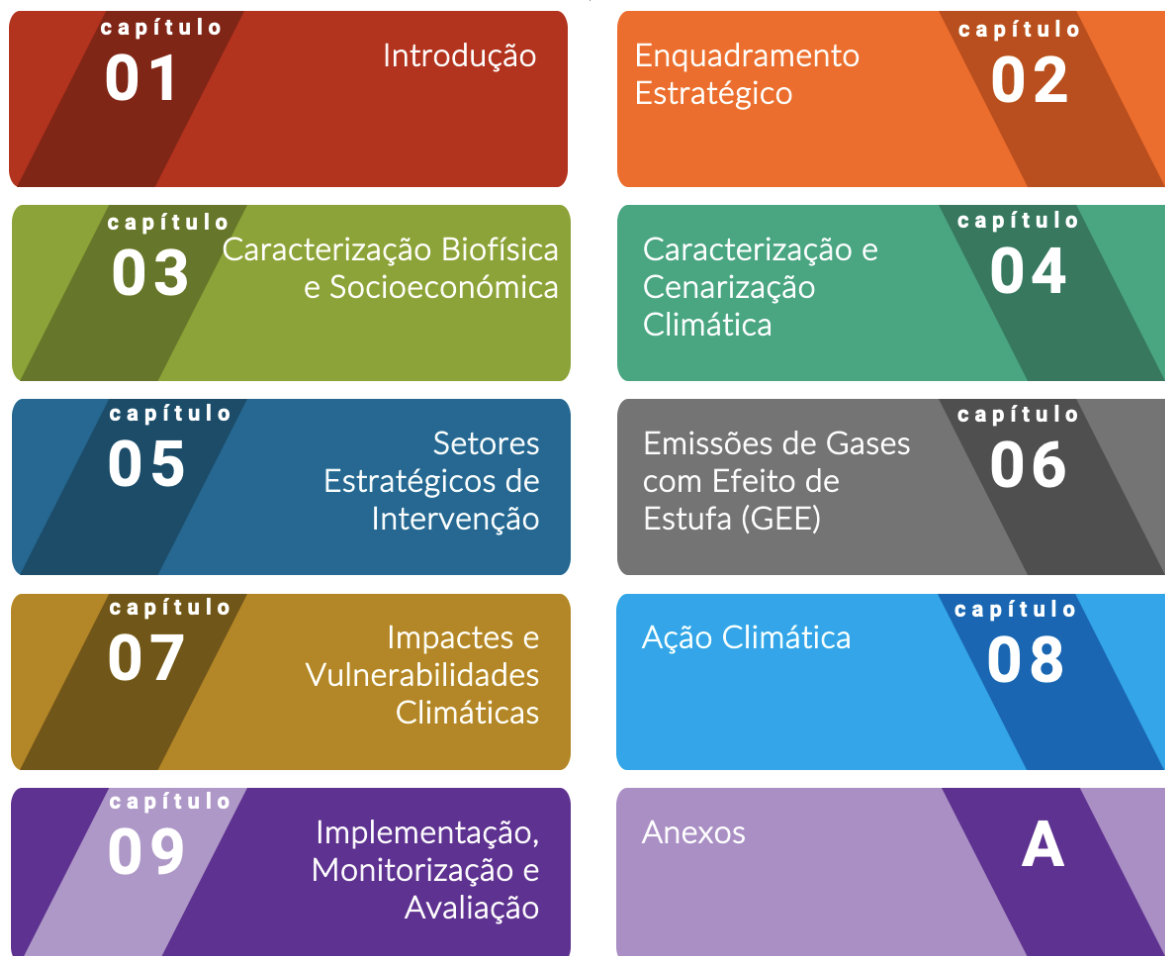 capítulo
01
Introdução
Enquadramento
Estratégico
capítulo
02
capítulo
03
Caracterização Biofísica
e Socioeconómica
Caracterização e
Cenarização
Climática
capítulo
04
capítulo
05
Setores
Estratégicos de
Intervenção
Emissões de Gases
com Efeito de
Estufa (GEE)
capítulo
06
capítulo
07
Impactes e
Vulnerabilidades
Climáticas
Ação Climática
capítulo
08
capítulo
09
Implementação,
Monitorização e
Avaliação
Anexos
A